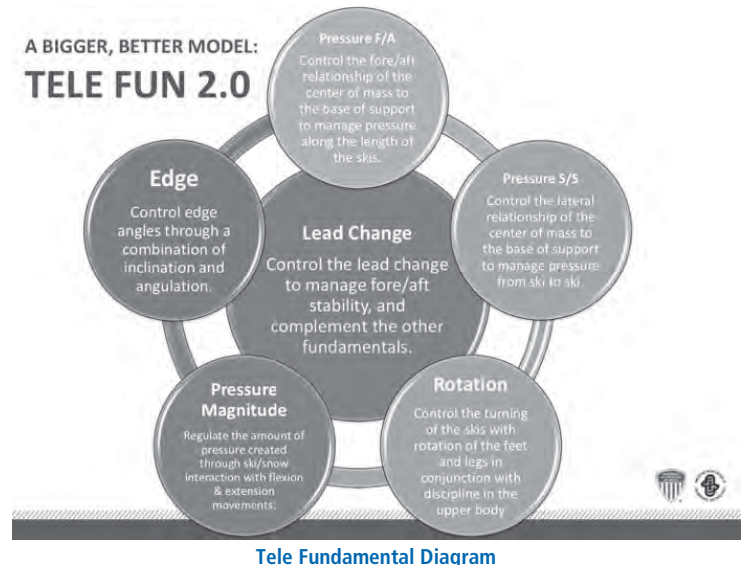 A BIGGER, BETTER MODEL:
TELE FUN 2.0
Pressure F/A
Control the fore/aft
relationship of the
center of mass to
the base of support
to manage pressure
along the length of
the skis.
Pressure S/S
Control the lateral
relationship of the
center of mass to
the base of support
to manage pressure
from ski to ski.
Rotation
Control the turning
of the skis with
rotation of the feet
and legs in
conjunction with
discipline in the
upper body
Pressure
Magnitude
Regulate the amount of
pressure created
through ski/snow
interaction with flexion
& extension
movements.
Edge
Control edge
angles through a
combination of
inclination and
angulation.
Lead Change
Control the lead change
to manage fore/aft
stability, and
complement the other
fundamentals.
Tele Fundamental Diagram